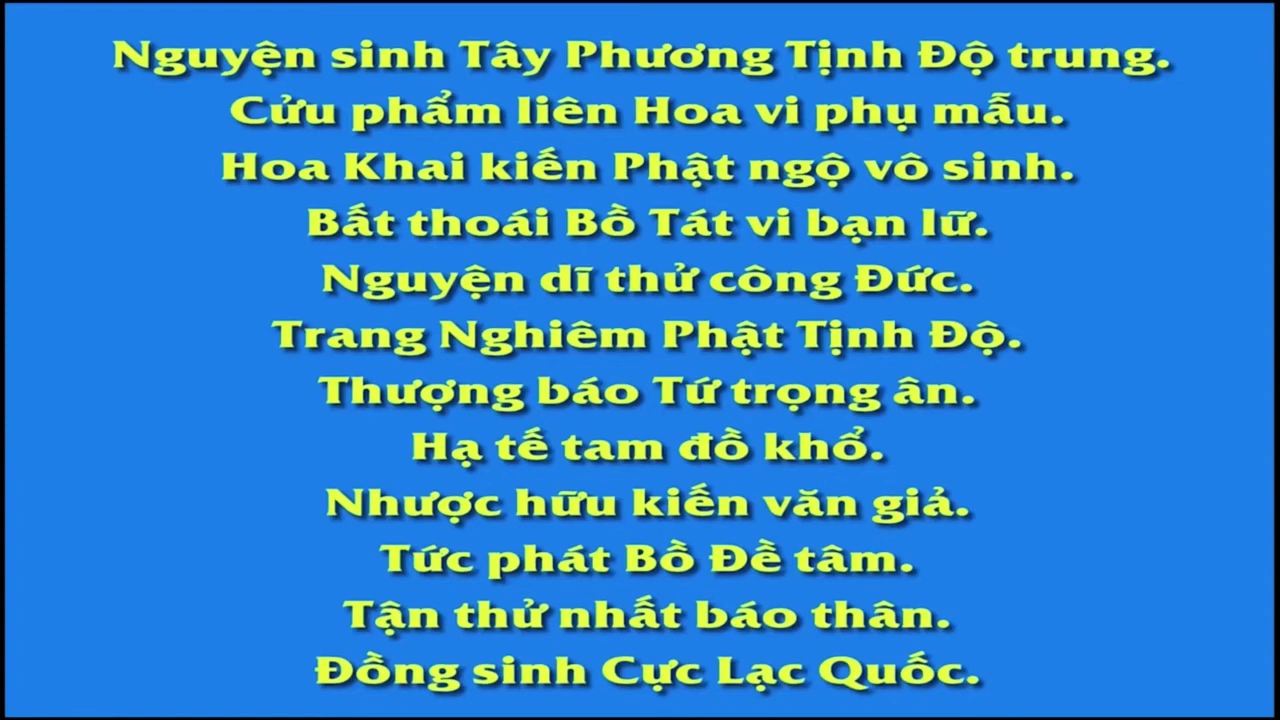 Nguyện sinh Tây Phương Tịnh Độ trung.
Cửu phẩm liên Hoa vi phụ mẫu.
Hoa Khai kiến Phật ngộ vô sinh.
Bất thoái Bồ Tát vi bạn lữ.
Nguyện dĩ thử công Đức.
Trang Nghiêm Phật Tịnh Độ.
Thượng báo Tứ trọng ân.
Hạ tế tam đồ khổ.
Nhược hữu kiến văn giả.
Tức phát Bồ Đề tâm.
Tận thử nhất báo thân.
Đồng sinh Cực Lạc Quốc.